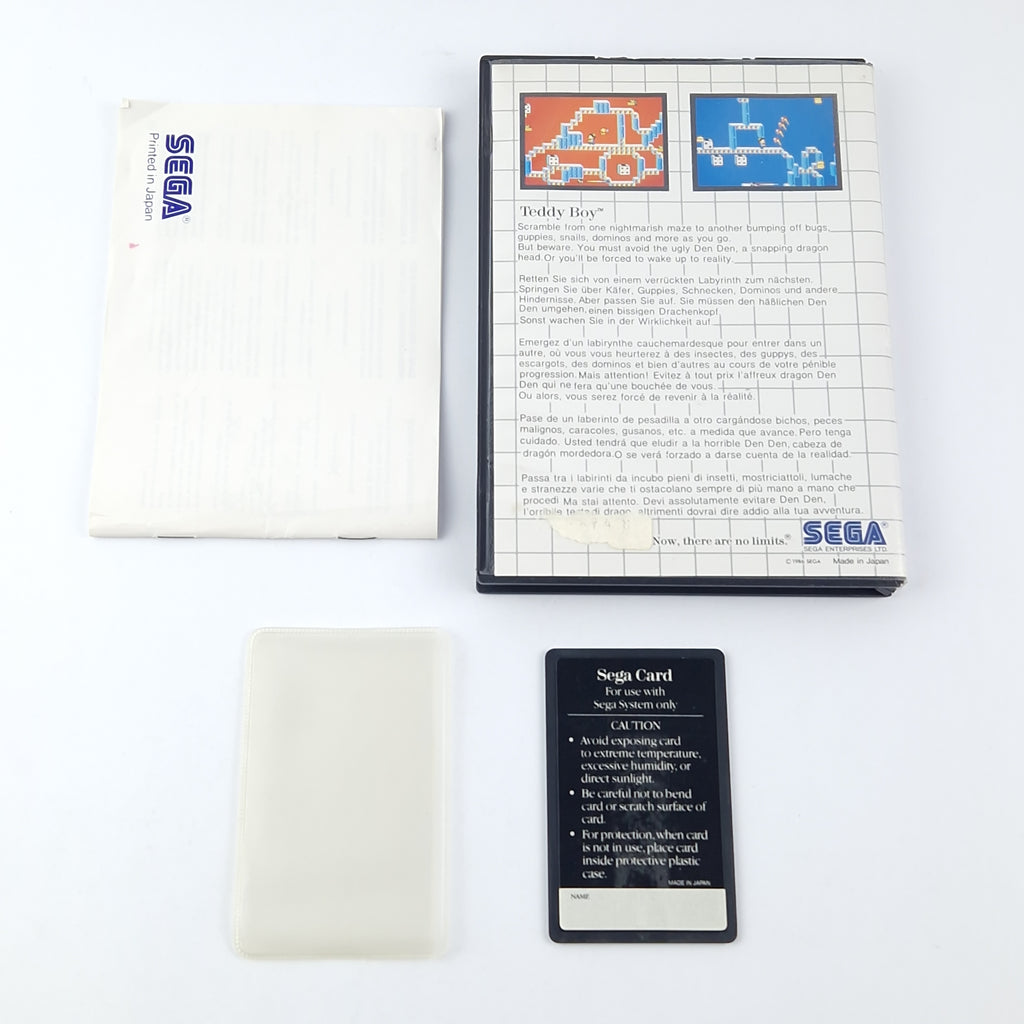 SEGA®
Printed in Japan
Teddy Boy™
Scramble from one nightmarish maze to another bumping off bugs,
guppies, snails, dominos and more as you go.
But beware. You must avoid the ugly Den Den, a snapping dragon
head. Or you'll be forced to wake up to reality.
Retten Sie sich von einem verrückten Labyrinth zum nächsten.
Springen Sie über Käfer, Guppies, Schnecken, Dominos und andere
Hindernisse. Aber passen Sie auf. Sie müssen den häßlichen Den
Den umgehen, einen bissigen Drachenkopf.
Sonst wachen Sie in der Wirklichkeit auf.
Emergez d'un labirynthe cauchemardesque pour entrer dans un
autre, où vous vous heurterez à des insectes, des guppys, des
escargots, des dominos et bien d'autres au cours de votre pénible
progression. Mais attention! Evitez à tout prix l'affreux dragon Den
Den qui ne fera qu'une bouchée de vous.
Ou alors, vous serez forcé de revenir à la réalité.
Pase de un laberinto de pesadilla a otro cargándose bichos, peces
malignos, caracoles, gusanos, etc. a medida que avance. Pero tenga
cuidado. Usted tendrá que eludir a la horrible Den Den, cabeza de
dragón mordedora. O se verá forzado a darse cuenta de la realidad.
Passa tra i labirinti da incubo pieni di insetti, mostriciattoli, lumache
e stranezze varie che ti ostacolano sempre di più mano a mano che
procedi. Ma stai attento. Devi assolutamente evitare Den Den,
l'orribile testa di drago, altrimenti dovrai dire addio alla tua avventura.
Now, there are no limits.®
SEGA®
SEGA ENTERPRISES LTD.
© 1986 SEGA Made in Japan
Sega Card
For use with
Sega System only
CAUTION
• Avoid exposing card
to extreme temperature,
excessive humidity, or
direct sunlight.
• Be careful not to bend
card or scratch surface of
card.
• For protection, when card
is not in use, place card
inside protective plastic
case.
MADE IN JAPAN
NAME